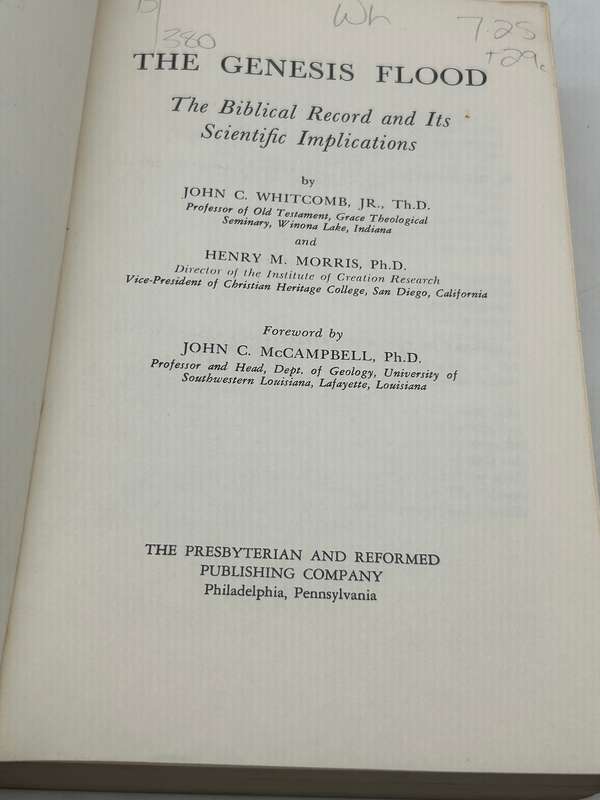 Wh
7.25
380
+29
THE GENESIS FLOOD
The Biblical Record and Its
Scientific Implications
by
JOHN C. WHITCOMB, JR., Th.D.
Professor of Old Testament, Grace Theological
Seminary, Winona Lake, Indiana
and
HENRY M. MORRIS, Ph.D.
Director of the Institute of Creation Research
Vice-President of Christian Heritage College, San Diego, California
Foreword by
JOHN C. McCAMPBELL, Ph.D.
Professor and Head, Dept. of Geology, University of
Southwestern Louisiana, Lafayette, Louisiana
THE PRESBYTERIAN AND REFORMED
PUBLISHING COMPANY
Philadelphia, Pennsylvania